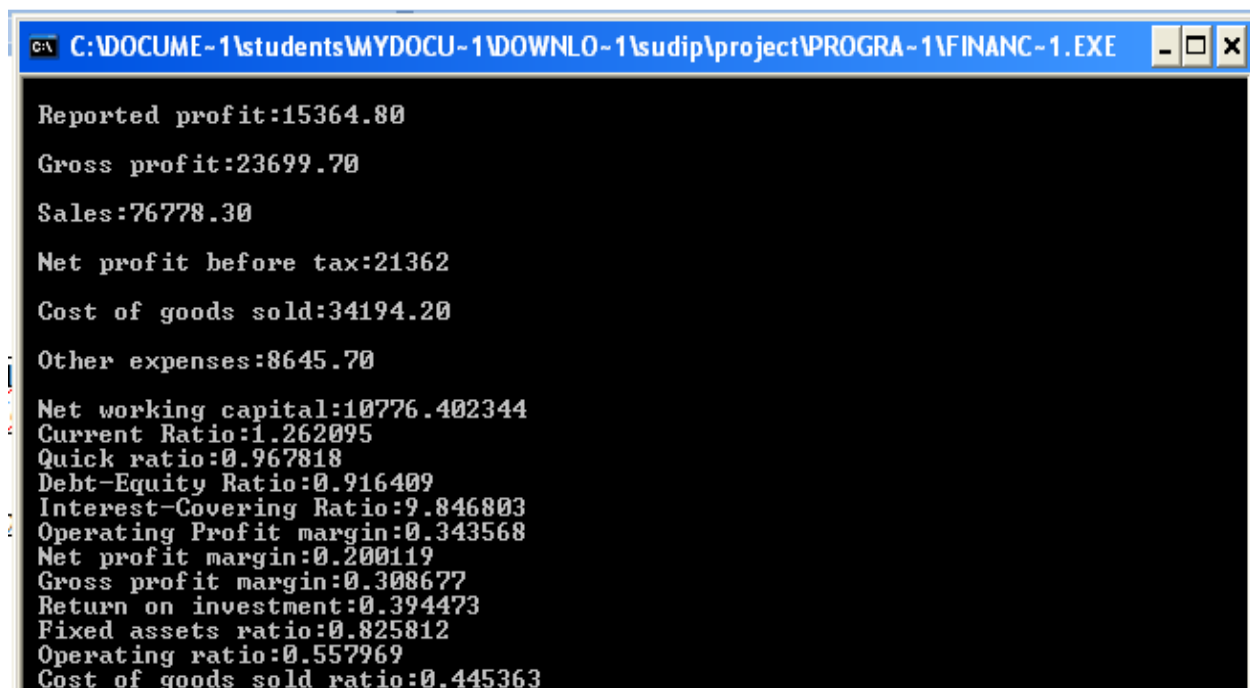 C:\DOCUME~1\students\MYDOCU~1\DOWNLO~1\sudip\project\PROGRA~1\FINANC~1.EXE
Reported profit:15364.80
Gross profit:23699.70
Sales:76778.30
Net profit before tax:21362
Cost of goods sold:34194.20
Other expenses:8645.70
Net working capital:10776.402344
Current Ratio:1.262095
Quick ratio:0.967818
Debt-Equity Ratio:0.916409
Interest-Covering Ratio:9.846803
Operating Profit margin:0.343568
Net profit margin:0.200119
Gross profit margin:0.308677
Return on investment:0.394473
Fixed assets ratio:0.825812
Operating ratio:0.557969
Cost of goods sold ratio:0.445363